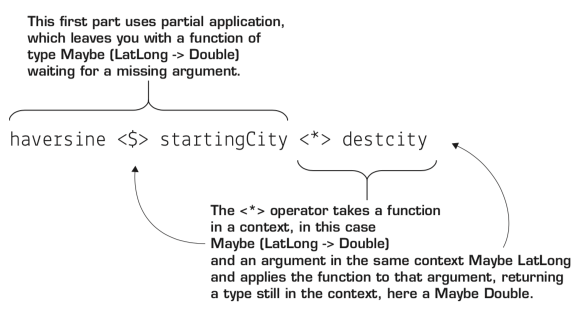 This first part uses partial application,
which leaves you with a function of
type Maybe (LatLong -> Double)
waiting for a missing argument.
haversine <$> startingCity <*> destcity
The <*> operator takes a function
in a context, in this case
Maybe (LatLong -> Double)
and an argument in the same context Maybe LatLong
and applies the function to that argument, returning
a type still in the context, here a Maybe Double.